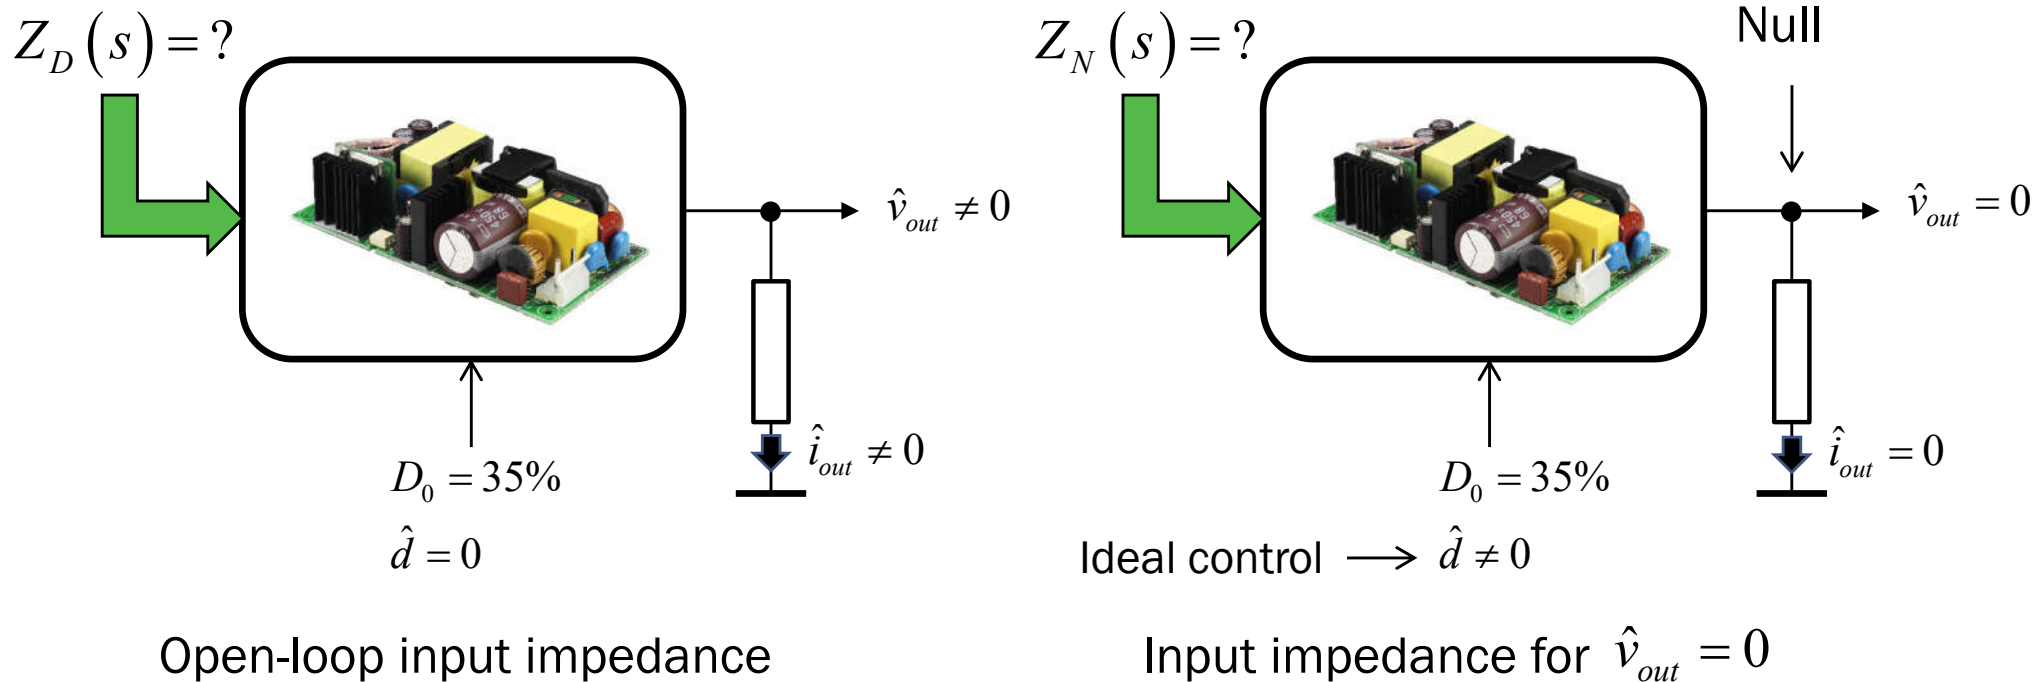 Z_D(s) = ?
v̂_out ≠ 0
î_out ≠ 0
D_0 = 35%
d̂ = 0
Open-loop input impedance
Null
Z_N(s) = ?
v̂_out = 0
î_out = 0
D_0 = 35%
Ideal control → d̂ ≠ 0
Input impedance for v̂_out = 0